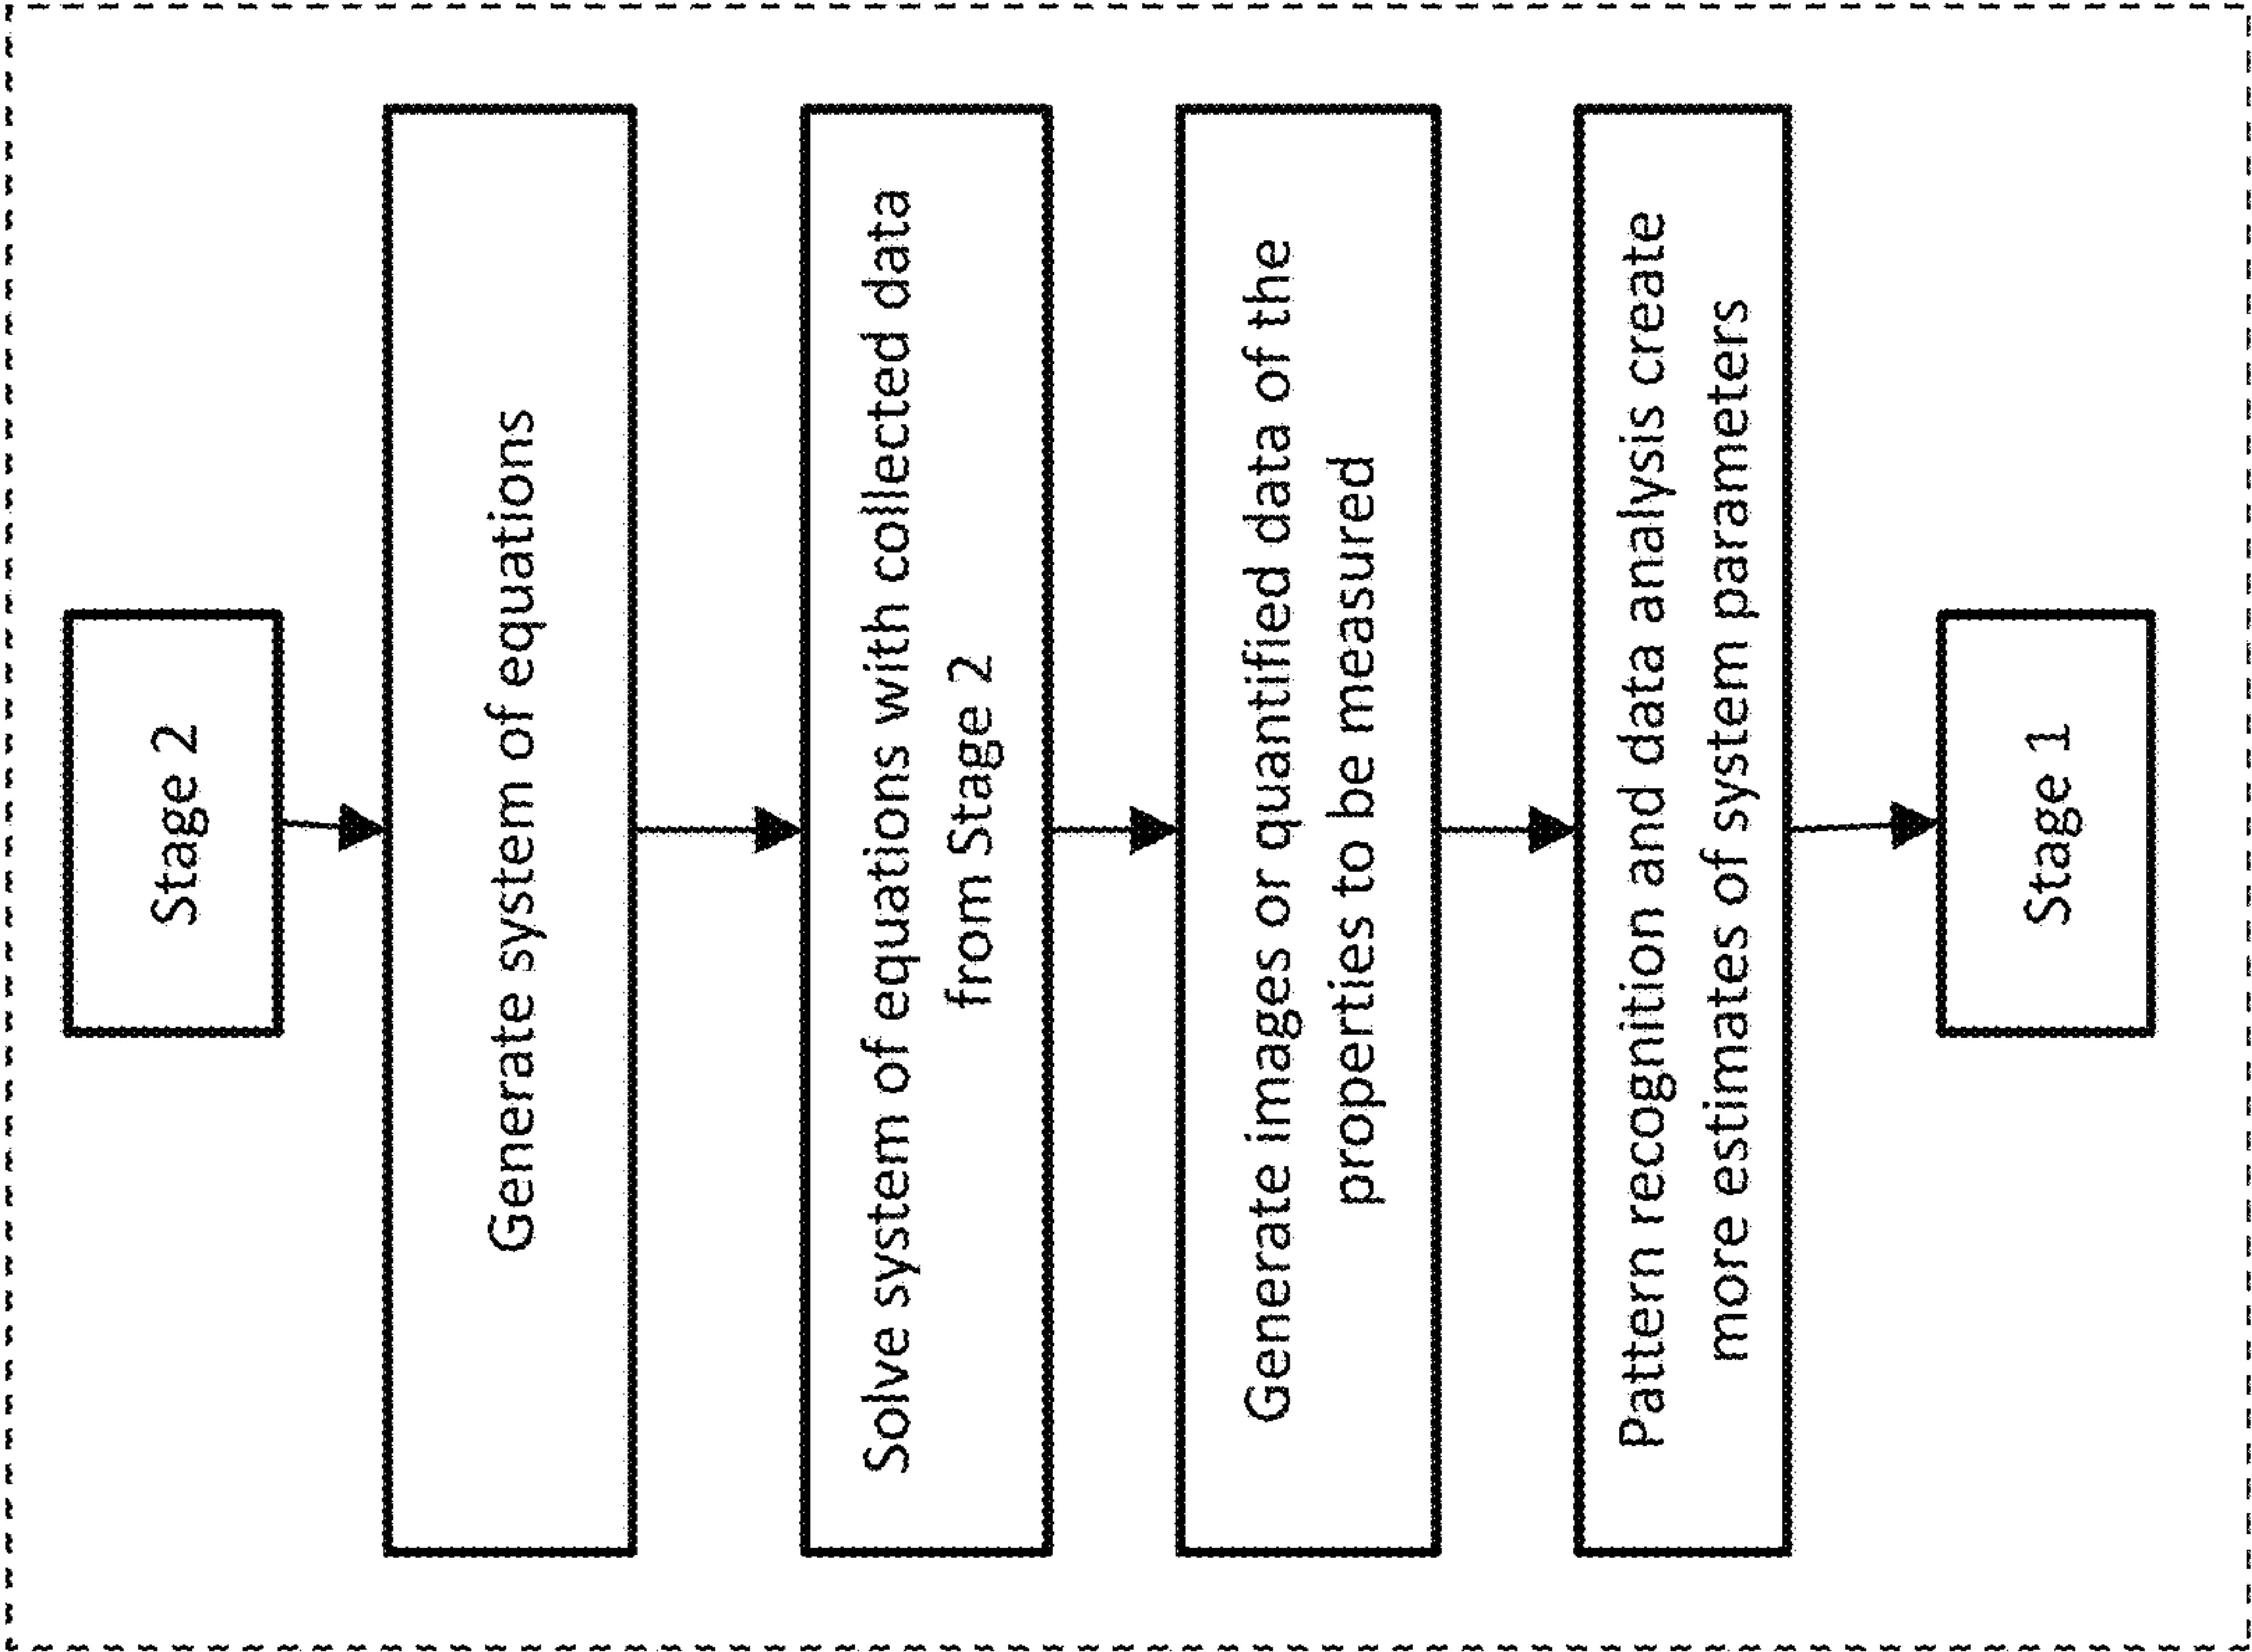 Stage 2
Generate system of equations
Solve system of equations with collected data
from Stage 2
Generate images or quantified data of the
properties to be measured
Pattern recognition and data analysis create
more estimates of system parameters
Stage 1